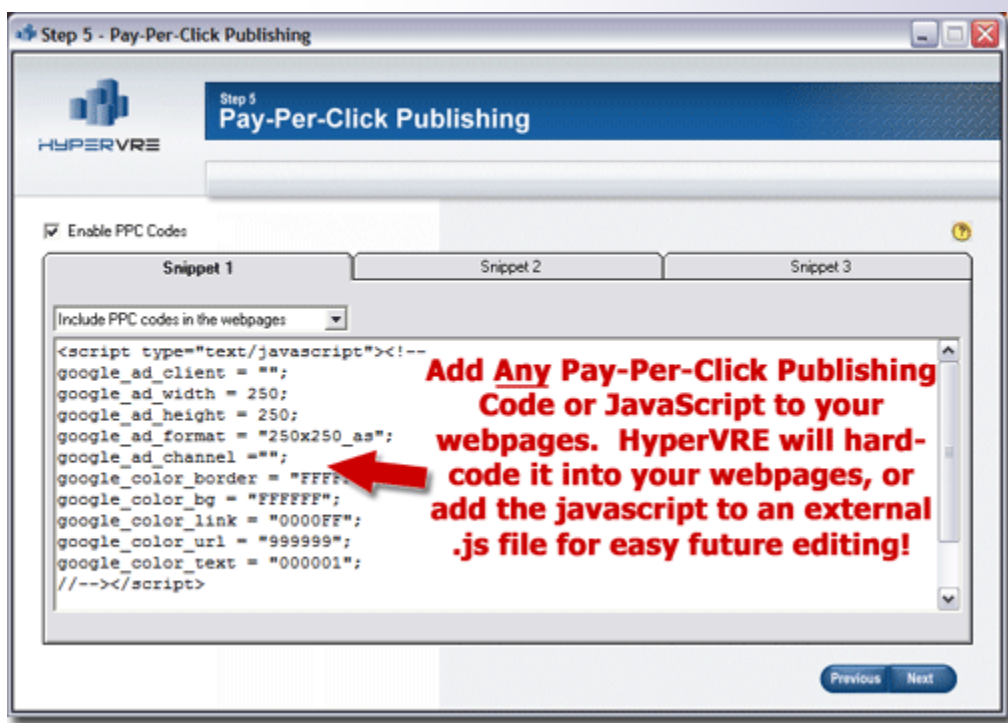 Step 5 - Pay-Per-Click Publishing
Step 5
Pay-Per-Click Publishing
HYPERVRE
Enable PPC Codes
Snippet 1
Snippet 2
Snippet 3
Include PPC codes in the webpages
<script type="text/javascript"><!--
google_ad_client = "";
google_ad_width = 250;
google_ad_height = 250;
google_ad_format = "250x250_as";
google_ad_channel ="";
google_color_border = "FFFF
google_color_bg = "FFFFFF";
google_color_link = "0000FF";
google_color_url = "999999";
google_color_text = "000001";
//--></script>
Add Any Pay-Per-Click Publishing
Code or JavaScript to your
webpages. HyperVRE will hard-
code it into your webpages, or
add the javascript to an external
.js file for easy future editing!
Previous
Next